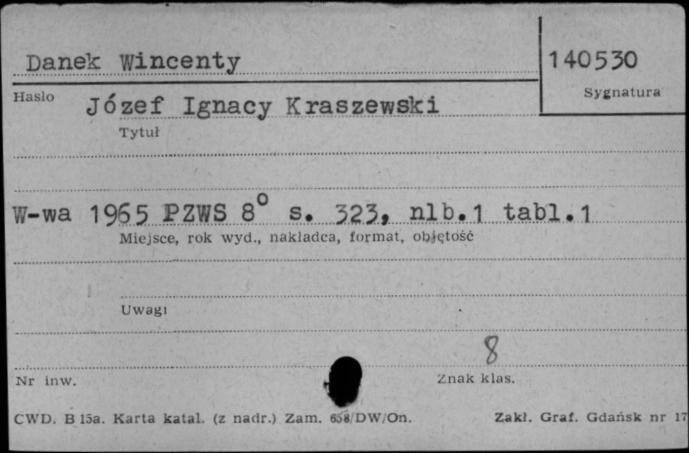 Danek Wincenty
140530
Hasło
Sygnatura
Józef Ignacy Kraszewski
Tytuł
W-wa 1965 PZWS 8° s. 323, nlb.1 tabl.1
Miejsce, rok wyd., nakładca, format, objętość
Uwagi
8
Nr inw.
Znak klas.
CWD. B 15a. Karta katal. (z nadr.) Zam. 658/DW/On.
Zakł. Graf. Gdańsk nr 17